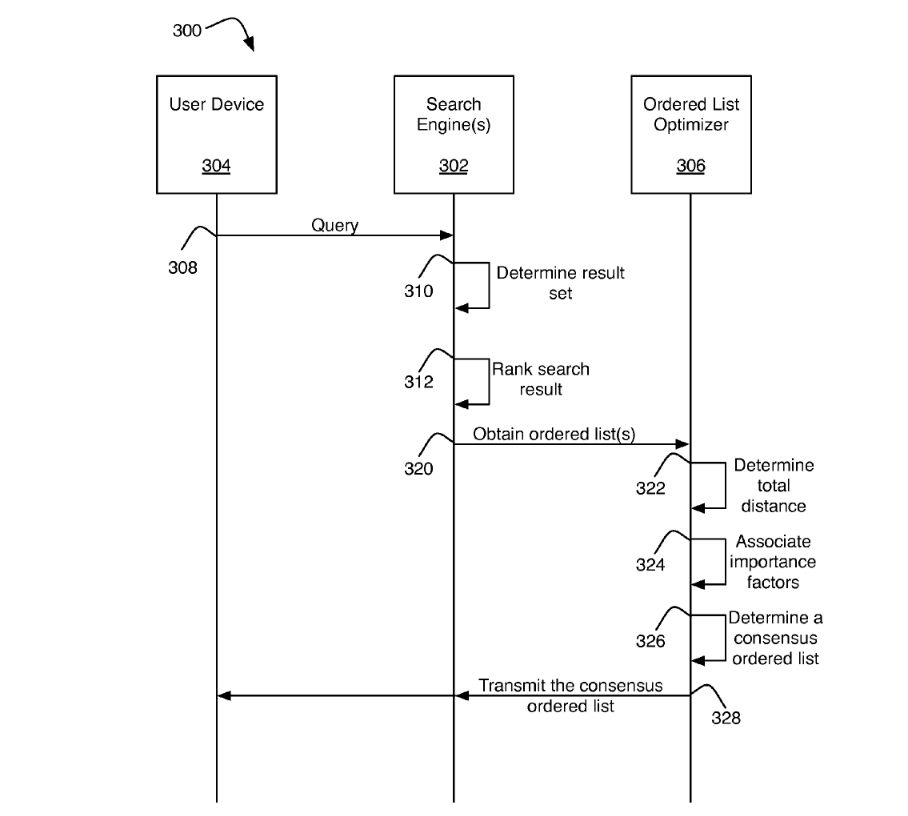 300
User Device
304
Search
Engine(s)
302
Ordered List
Optimizer
306
Query
308
310
Determine result
set
312
Rank search
result
Obtain ordered list(s)
320
322
Determine
total
distance
324
Associate
importance
factors
326
Determine a
consensus
ordered list
Transmit the consensus
ordered list
328